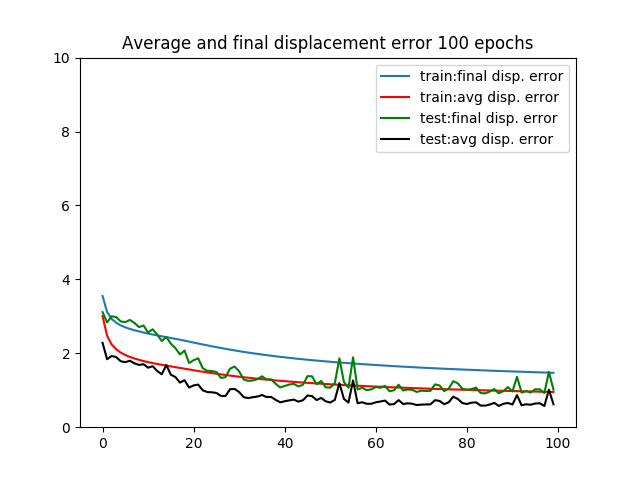 Average and final displacement error 100 epochs
train:final disp. error
train:avg disp. error
test:final disp. error
test:avg disp. error
10
8
6
4
2
0
0 20 40 60 80 100